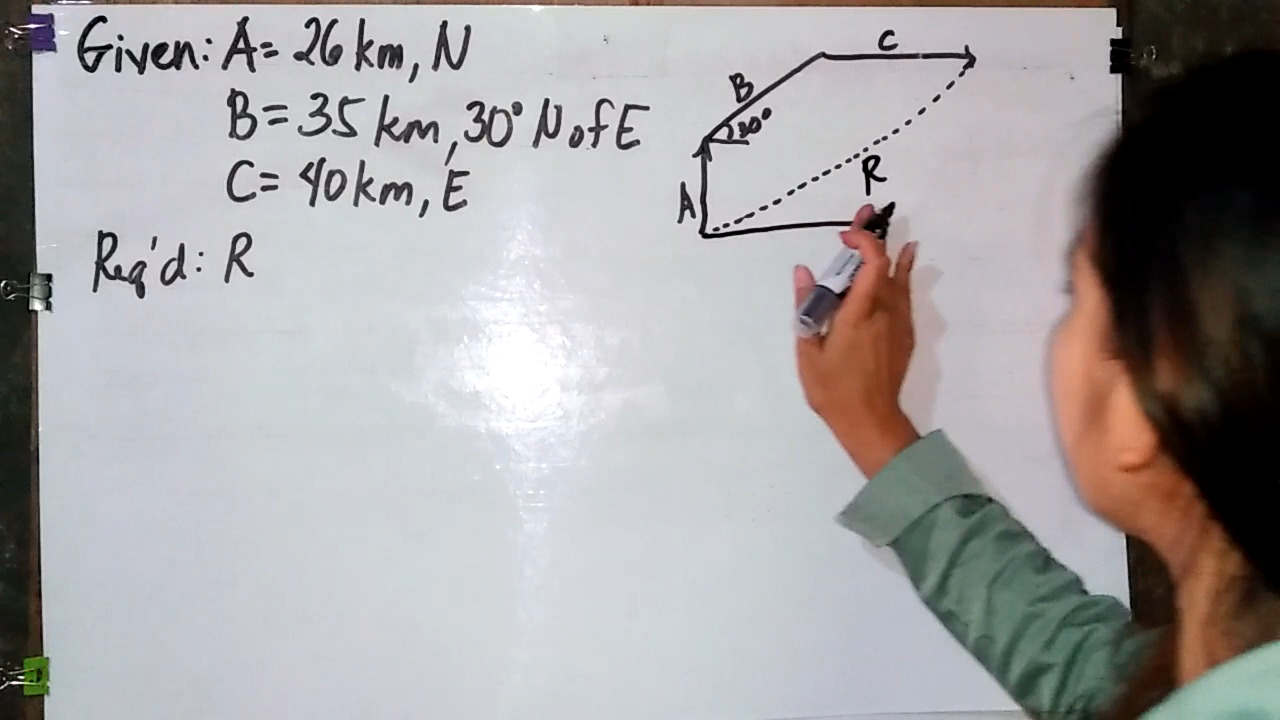 Given: A= 26 km, N
B= 35 km, 30° N of E
C= 40 km, E
Req'd: R
C
B
30°
A
R